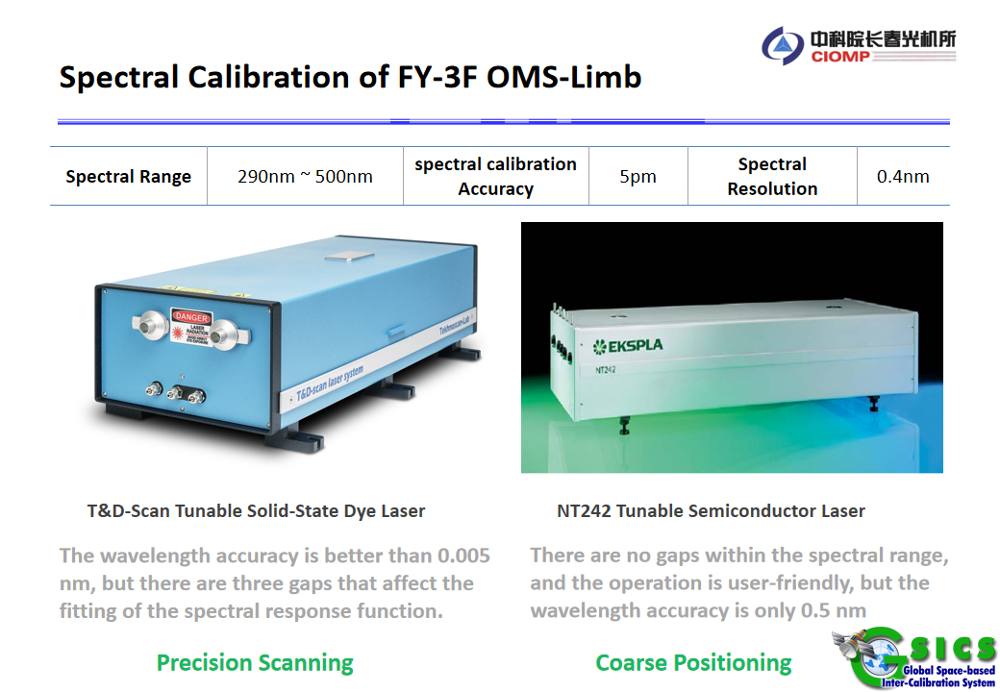 中科院长春光机所
CIOMP
Spectral Calibration of FY-3F OMS-Limb
Spectral Range
290nm ~ 500nm
spectral calibration
Accuracy
5pm
Spectral
Resolution
0.4nm
DANGER
LASER
RADIATION
AVOID DIRECT
EYE EXPOSURE
T&D-scan laser system
Tekhnoscan-Lab
EKSPLA
NT242
T&D-Scan Tunable Solid-State Dye Laser
The wavelength accuracy is better than 0.005
nm, but there are three gaps that affect the
fitting of the spectral response function.
Precision Scanning
NT242 Tunable Semiconductor Laser
There are no gaps within the spectral range,
and the operation is user-friendly, but the
wavelength accuracy is only 0.5 nm
Coarse Positioning
GSICS
Global Space-based
Inter-Calibration System